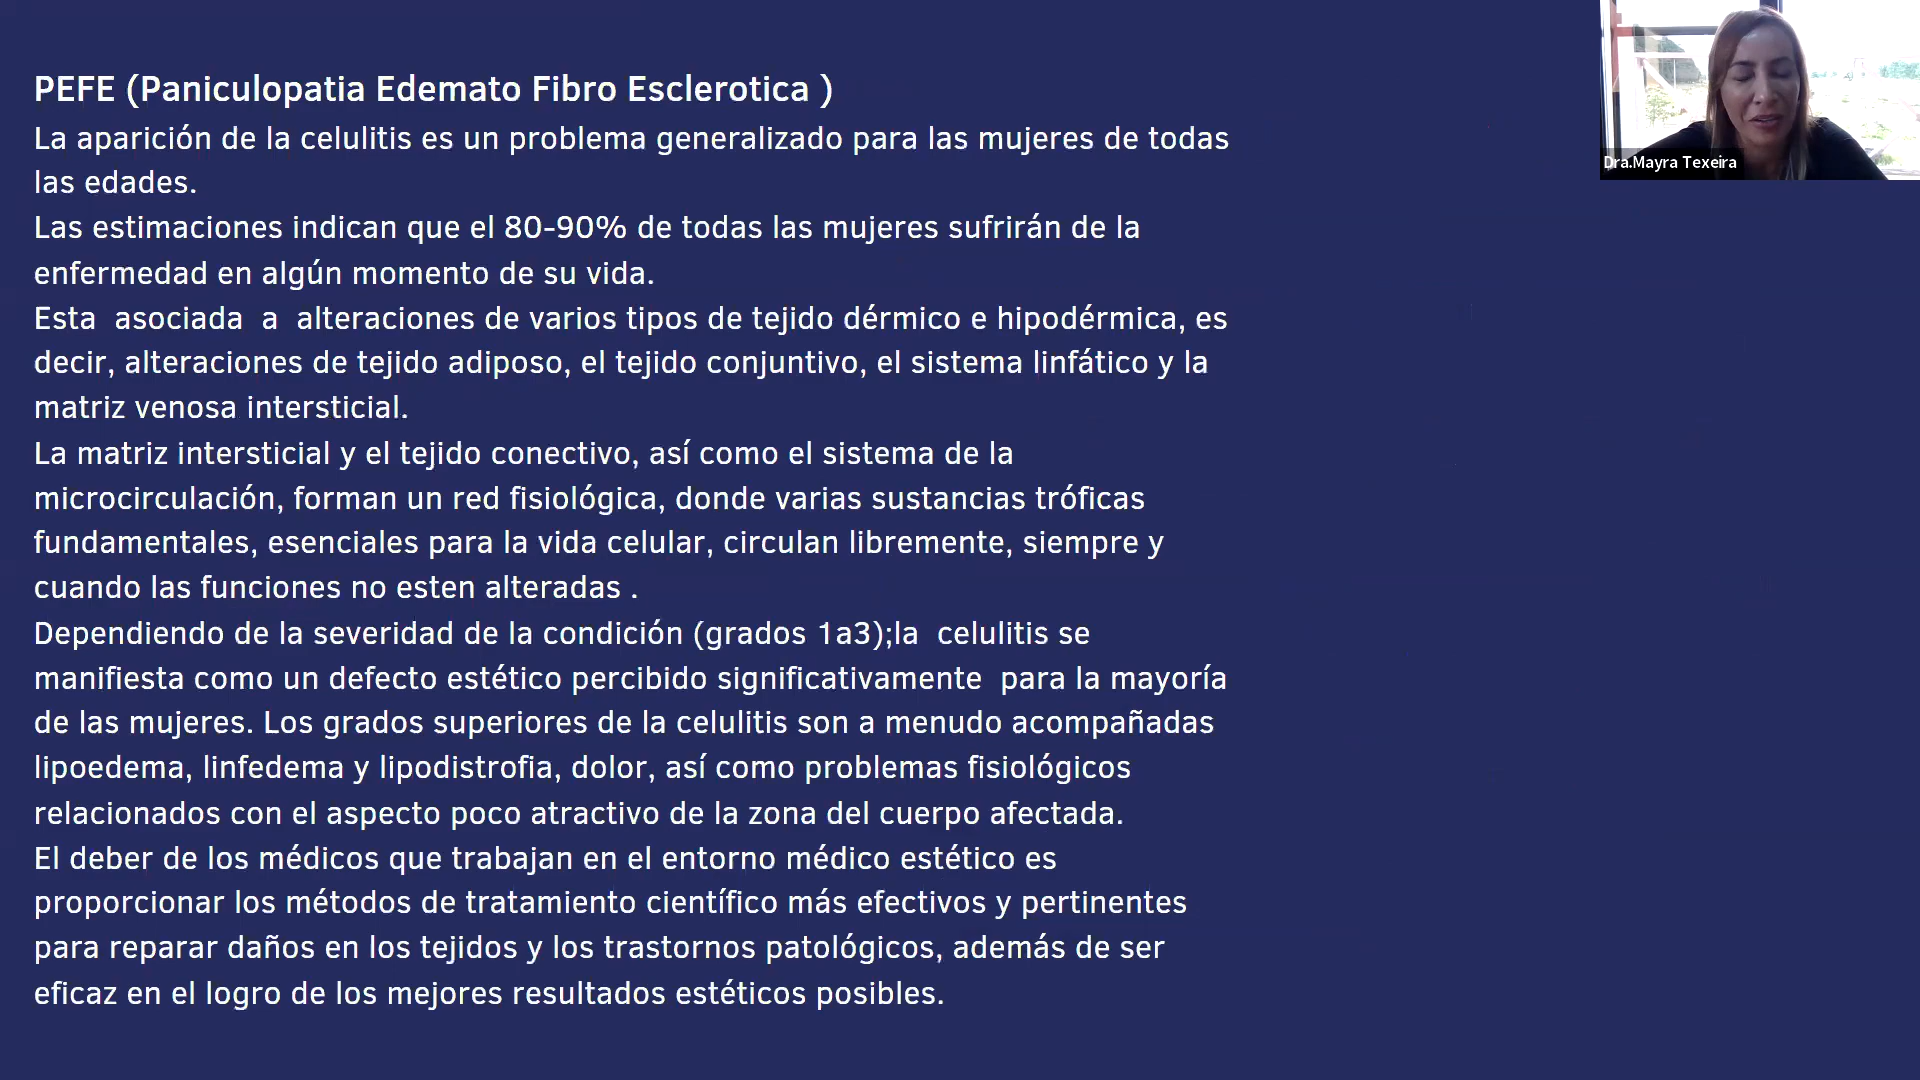 PEFE (Paniculopatia Edemato Fibro Esclerotica )
La aparición de la celulitis es un problema generalizado para las mujeres de todas
las edades.
Las estimaciones indican que el 80-90% de todas las mujeres sufrirán de la
enfermedad en algún momento de su vida.
Esta  asociada  a  alteraciones de varios tipos de tejido dérmico e hipodérmica, es
decir, alteraciones de tejido adiposo, el tejido conjuntivo, el sistema linfático y la
matriz venosa intersticial.
La matriz intersticial y el tejido conectivo, así como el sistema de la
microcirculación, forman un red fisiológica, donde varias sustancias tróficas
fundamentales, esenciales para la vida celular, circulan libremente, siempre y
cuando las funciones no esten alteradas .
Dependiendo de la severidad de la condición (grados 1a3);la  celulitis se
manifiesta como un defecto estético percibido significativamente  para la mayoría
de las mujeres. Los grados superiores de la celulitis son a menudo acompañadas
lipoedema, linfedema y lipodistrofia, dolor, así como problemas fisiológicos
relacionados con el aspecto poco atractivo de la zona del cuerpo afectada.
El deber de los médicos que trabajan en el entorno médico estético es
proporcionar los métodos de tratamiento científico más efectivos y pertinentes
para reparar daños en los tejidos y los trastornos patológicos, además de ser
eficaz en el logro de los mejores resultados estéticos posibles.
Dra.Mayra Texeira